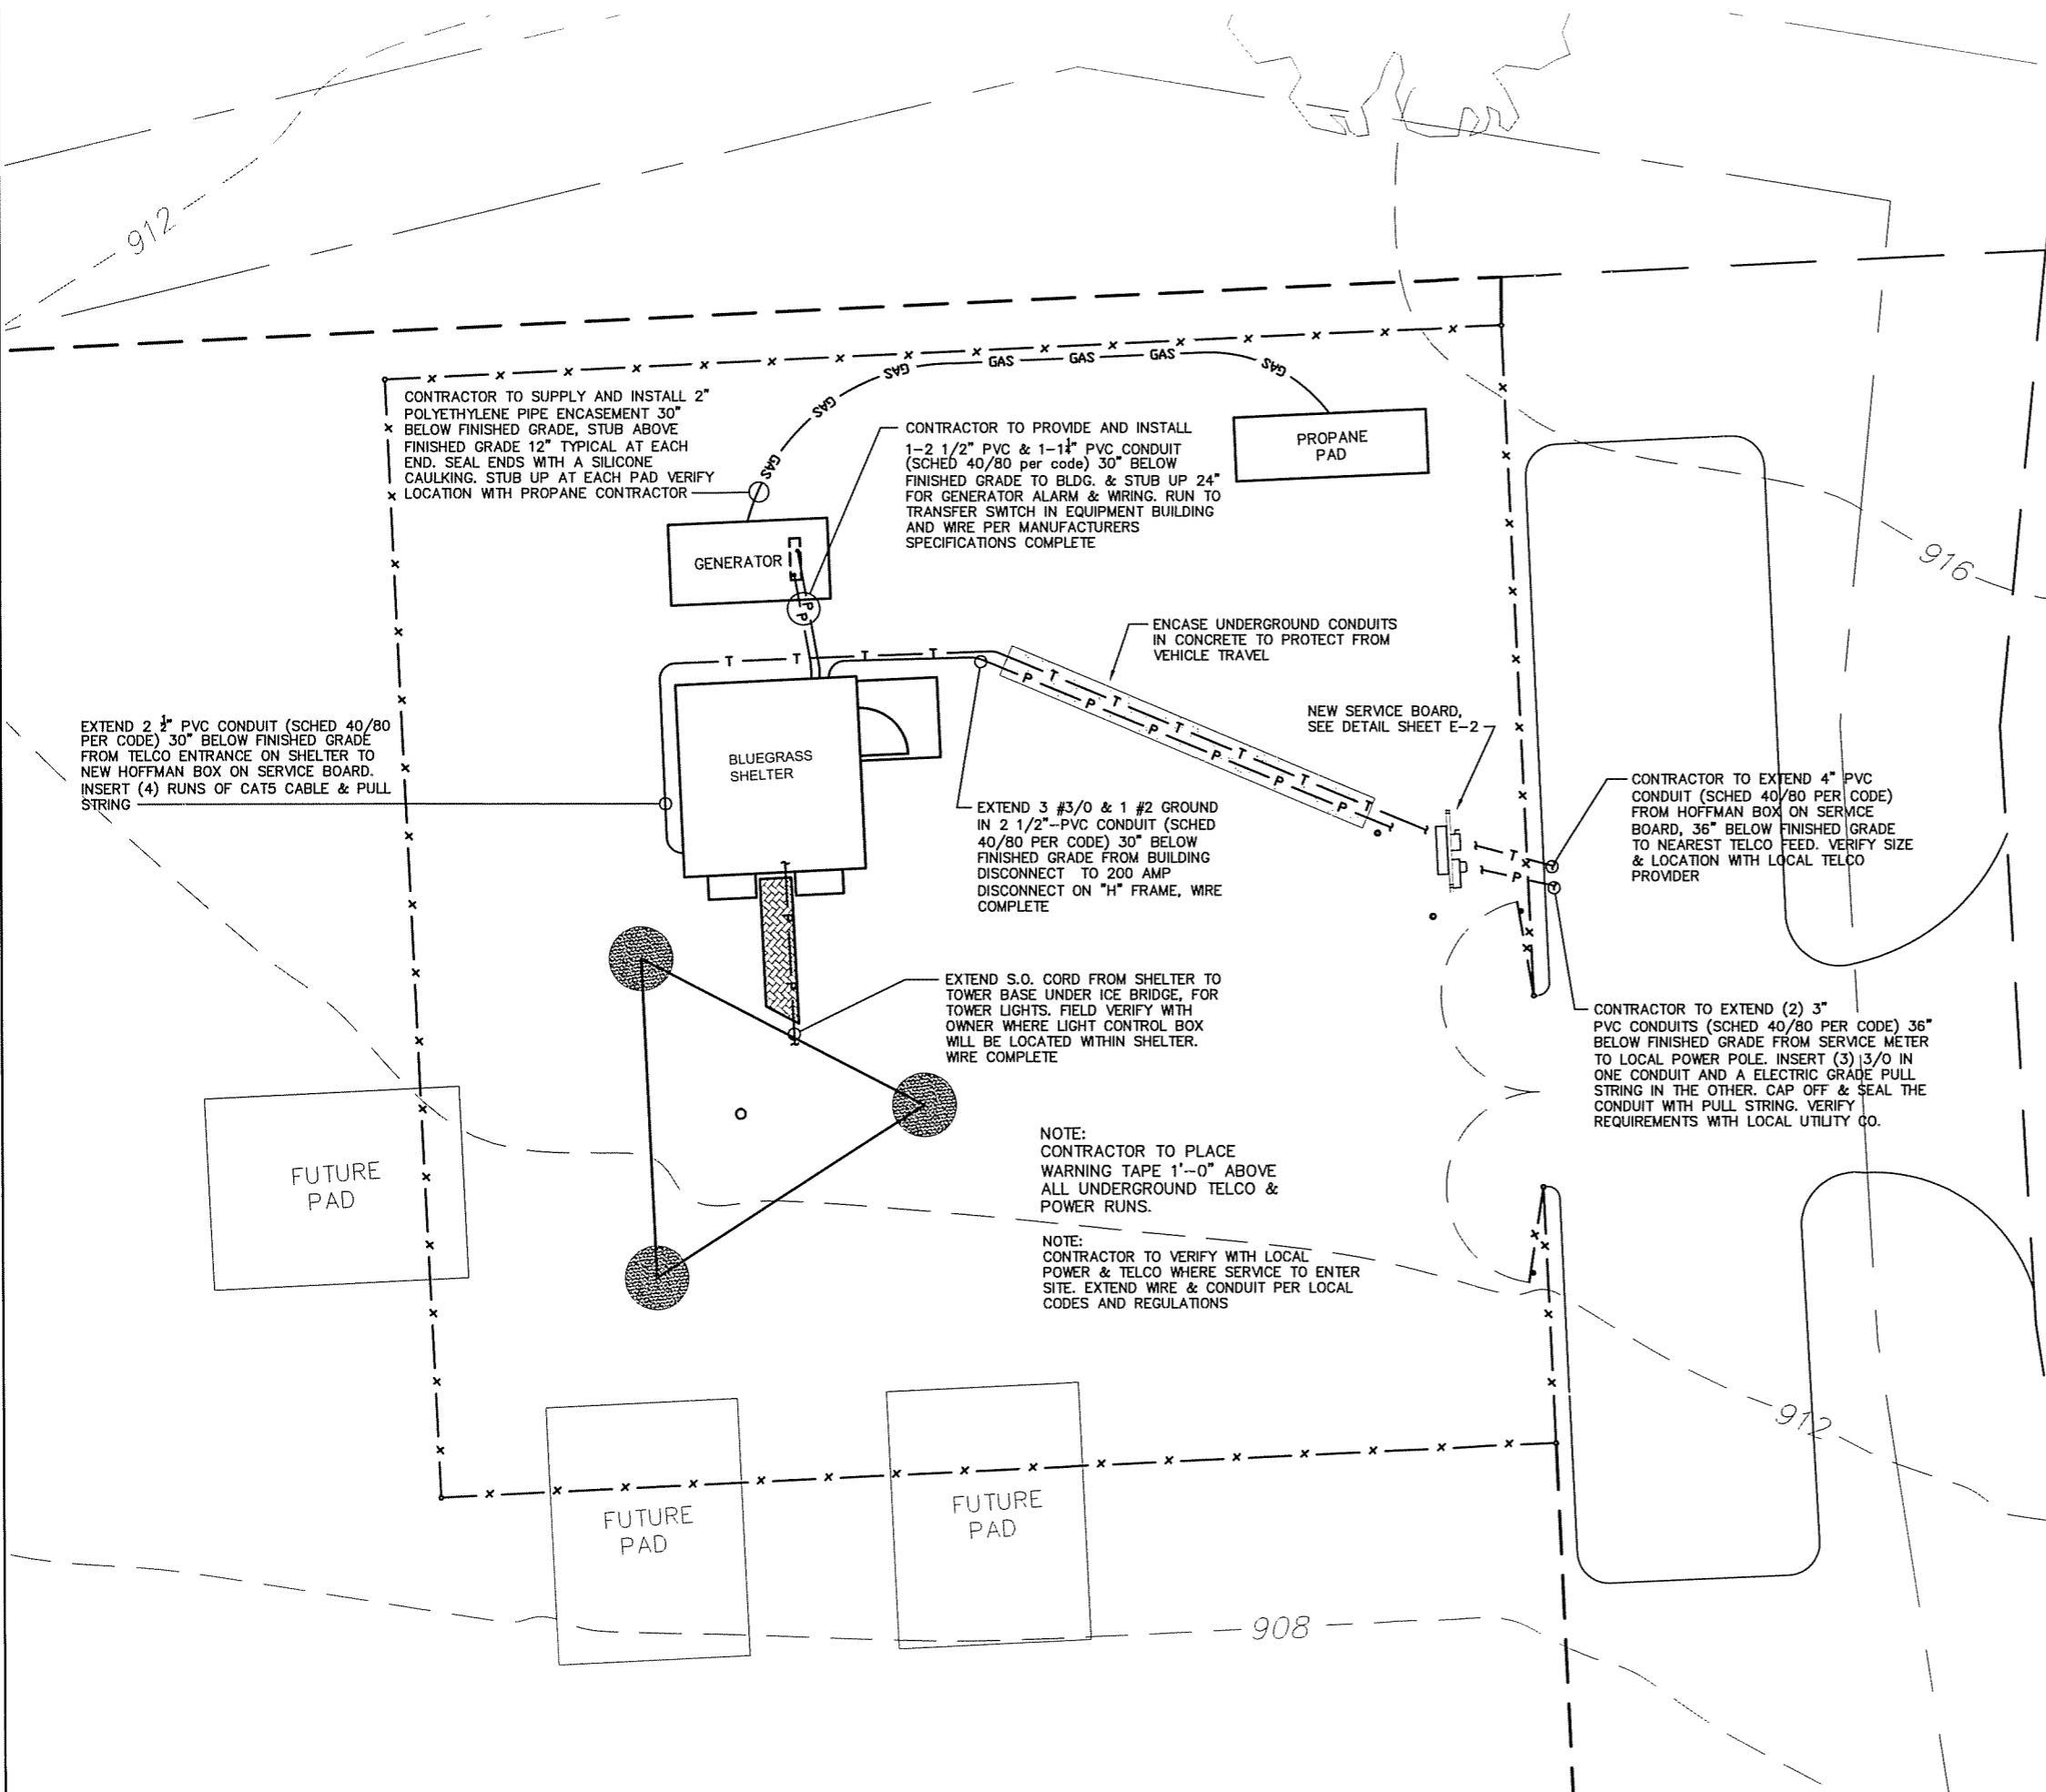 912
GAS GAS GAS GAS GAS GAS GAS
CONTRACTOR TO SUPPLY AND INSTALL 2"
POLYETHYLENE PIPE ENCASEMENT 30"
BELOW FINISHED GRADE, STUB ABOVE
FINISHED GRADE 12" TYPICAL AT EACH
END. SEAL ENDS WITH A SILICONE
CAULKING. STUB UP AT EACH PAD VERIFY
LOCATION WITH PROPANE CONTRACTOR
CONTRACTOR TO PROVIDE AND INSTALL
1-2 1/2" PVC & 1-1¼" PVC CONDUIT
(SCHED 40/80 per code) 30" BELOW
FINISHED GRADE TO BLDG. & STUB UP 24"
FOR GENERATOR ALARM & WIRING. RUN TO
TRANSFER SWITCH IN EQUIPMENT BUILDING
AND WIRE PER MANUFACTURERS
SPECIFICATIONS COMPLETE
PROPANE
PAD
GENERATOR
P P
916
ENCASE UNDERGROUND CONDUITS
IN CONCRETE TO PROTECT FROM
VEHICLE TRAVEL
T T T T
T T T T T T
P P P P P P
NEW SERVICE BOARD,
SEE DETAIL SHEET E-2
EXTEND 2 ½" PVC CONDUIT (SCHED 40/80
PER CODE) 30" BELOW FINISHED GRADE
FROM TELCO ENTRANCE ON SHELTER TO
NEW HOFFMAN BOX ON SERVICE BOARD.
INSERT (4) RUNS OF CAT5 CABLE & PULL
STRING
BLUEGRASS
SHELTER
EXTEND 3 #3/0 & 1 #2 GROUND
IN 2 1/2"--PVC CONDUIT (SCHED
40/80 PER CODE) 30" BELOW
FINISHED GRADE FROM BUILDING
DISCONNECT TO 200 AMP
DISCONNECT ON "H" FRAME, WIRE
COMPLETE
CONTRACTOR TO EXTEND 4" PVC
CONDUIT (SCHED 40/80 PER CODE)
FROM HOFFMAN BOX ON SERVICE
BOARD, 36" BELOW FINISHED GRADE
TO NEAREST TELCO FEED. VERIFY SIZE
& LOCATION WITH LOCAL TELCO
PROVIDER
T
P
P
P
EXTEND S.O. CORD FROM SHELTER TO
TOWER BASE UNDER ICE BRIDGE, FOR
TOWER LIGHTS. FIELD VERIFY WITH
OWNER WHERE LIGHT CONTROL BOX
WILL BE LOCATED WITHIN SHELTER.
WIRE COMPLETE
CONTRACTOR TO EXTEND (2) 3"
PVC CONDUITS (SCHED 40/80 PER CODE) 36"
BELOW FINISHED GRADE FROM SERVICE METER
TO LOCAL POWER POLE. INSERT (3) 3/0 IN
ONE CONDUIT AND A ELECTRIC GRADE PULL
STRING IN THE OTHER. CAP OFF & SEAL THE
CONDUIT WITH PULL STRING. VERIFY
REQUIREMENTS WITH LOCAL UTILITY CO.
FUTURE
PAD
NOTE:
CONTRACTOR TO PLACE
WARNING TAPE 1'--0" ABOVE
ALL UNDERGROUND TELCO &
POWER RUNS.
NOTE:
CONTRACTOR TO VERIFY WITH LOCAL
POWER & TELCO WHERE SERVICE TO ENTER
SITE. EXTEND WIRE & CONDUIT PER LOCAL
CODES AND REGULATIONS
912
FUTURE
PAD
FUTURE
PAD
908